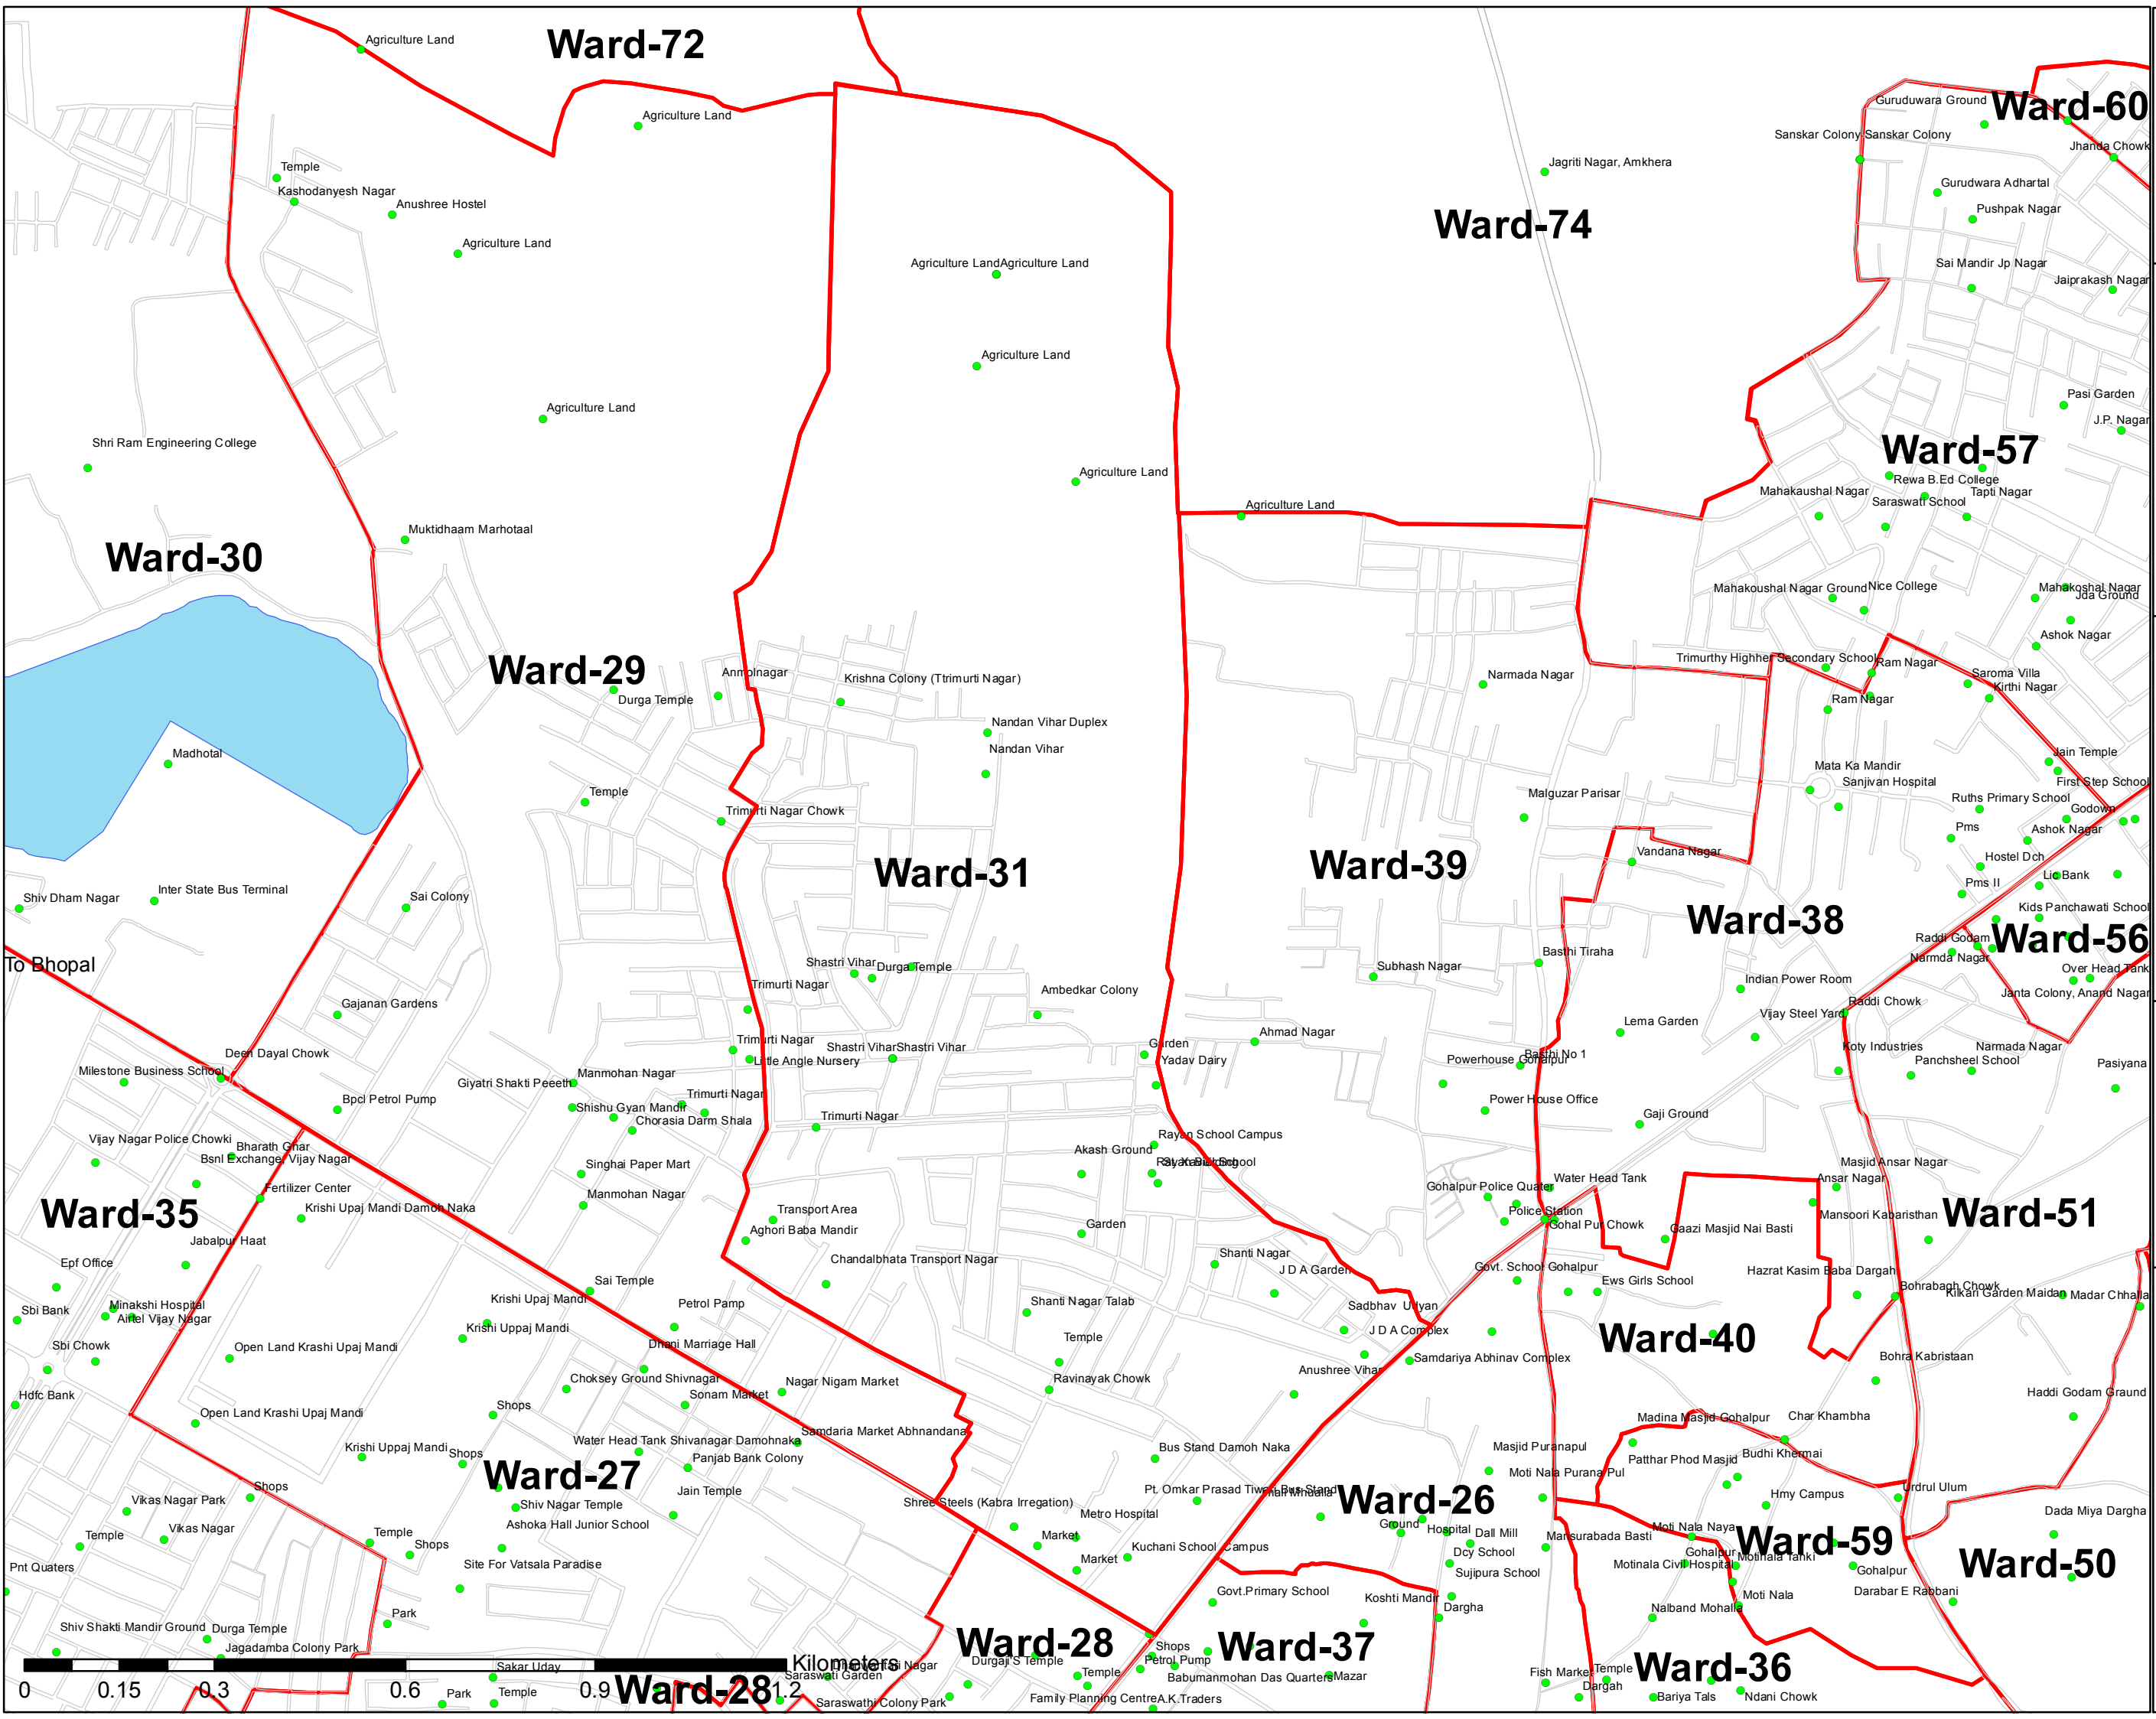 Agriculture Land
Ward-72
Agriculture Land
Guruduwara Ground
Ward-60
Sanskar Colony Sanskar Colony
Jhanda Chowk
Temple
Kashodanyesh Nagar
Anushree Hostel
Jagriti Nagar, Amkhera
Gurudwara Adhartal
Pushpak Nagar
Ward-74
Agriculture Land
Agriculture LandAgriculture Land
Sai Mandir Jp Nagar
Jaiprakash Nagar
Agriculture Land
Agriculture Land
Pasi Garden
J.P. Nagar
Shri Ram Engineering College
Ward-57
Agriculture Land
Rewa B.Ed College
Mahakaushal Nagar
Tapti Nagar
Saraswati School
Agriculture Land
Muktidhaam Marhotaal
Ward-30
Mahakoushal Nagar Ground
Nice College
Mahakoshal Nagar
Jda Ground
Ashok Nagar
Ward-29
Trimurthy Highher Secondary School
Ram Nagar
Anmolnagar
Krishna Colony (Ttrimurti Nagar)
Narmada Nagar
Saroma Villa
Kirthi Nagar
Durga Temple
Ram Nagar
Nandan Vihar Duplex
Nandan Vihar
Madhotal
Jain Temple
Mata Ka Mandir
Sanjivan Hospital
First Step School
Temple
Malguzar Parisar
Ruths Primary School
Godown
Trimurti Nagar Chowk
Pms
Ashok Nagar
Vandana Nagar
Ward-31
Ward-39
Hostel Dch
Lic Bank
Pms II
Shiv Dham Nagar
Inter State Bus Terminal
Sai Colony
Ward-38
Kids Panchawati School
Raddi Godam
Ward-56
To Bhopal
Basthi Tiraha
Narmda Nagar
Shastri Vihar
Durga Temple
Subhash Nagar
Over Head Tank
Trimurti Nagar
Ambedkar Colony
Indian Power Room
Janta Colony, Anand Nagar
Gajanan Gardens
Raddi Chowk
Vijay Steel Yard
Lema Garden
Ahmad Nagar
Trimurti Nagar
Shastri ViharShastri Vihar
Garden
Koty Industries
Narmada Nagar
Deen Dayal Chowk
Little Angle Nursery
Yadav Dairy
Powerhouse Gohalpur
Basthi No 1
Panchsheel School
Pasiyana
Milestone Business School
Giyatri Shakti Peeeth
Manmohan Nagar
Bpcl Petrol Pump
Shishu Gyan Mandir
Trimurti Nagar
Chorasia Darm Shala
Trimurti Nagar
Power House Office
Gaji Ground
Vijay Nagar Police Chowki
Bharath Ghar
Bsnl Exchange, Vijay Nagar
Rayan School Campus
Akash Ground
Singhai Paper Mart
Masjid Ansar Nagar
Fertilizer Center
Manmohan Nagar
Gohalpur Police Quater
Water Head Tank
Ansar Nagar
Ward-35
Krishi Upaj Mandi Damoh Naka
Transport Area
Police Station
Mansoori Kabaristhan
Ward-51
Aghori Baba Mandir
Garden
Gohal Pur Chowk
Gaazi Masjid Nai Basti
Jabalpur Haat
Chandalbhata Transport Nagar
Shanti Nagar
Epf Office
J D A Garden
Govt. School Gohalpur
Hazrat Kasim Baba Dargah
Sai Temple
Ews Girls School
Bohrabagh Chowk
Kilkari Garden Maidan
Madar Chhalla
Sbi Bank
Minakshi Hospital
Krishi Upaj Mandi
Petrol Pamp
Shanti Nagar Talab
Sadbhav Udyan
Airtel Vijay Nagar
Krishi Uppaj Mandi
J D A Complex
Ward-40
Sbi Chowk
Open Land Krashi Upaj Mandi
Dhani Marriage Hall
Temple
Anushree Vihar
Samdariya Abhinav Complex
Bohra Kabristaan
Hdfc Bank
Choksey Ground Shivnagar
Sonam Market
Nagar Nigam Market
Ravinayak Chowk
Haddi Godam Graund
Open Land Krashi Upaj Mandi
Shops
Madina Masjid Gohalpur
Char Khambha
Samdaria Market Abhnandana
Krishi Uppaj Mandi
Shops
Water Head Tank Shivanagar Damohnaka
Panjab Bank Colony
Bus Stand Damoh Naka
Masjid Puranapul
Patthar Phod Masjid
Budhi Khermai
Ward-27
Moti Nala Purana Pul
Shops
Jain Temple
Pt. Omkar Prasad Tiwari Bus Stand
Ward-26
Hmy Campus
Urdrul Ulum
Vikas Nagar Park
Shiv Nagar Temple
Shree Steels (Kabra Irregation)
Metro Hospital
Dada Miya Dargha
Temple
Vikas Nagar
Ashoka Hall Junior School
Temple
Market
Ground
Hospital
Dall Mill
Mansurabada Basti
Moti Nala Naya
Ward-59
Shops
Kuchani School Campus
Dcy School
Gohalpur
Pnt Quaters
Site For Vatsala Paradise
Market
Sujipura School
Motinala Civil Hospital
Motinala Tanki
Gohalpur
Ward-50
Park
Govt.Primary School
Koshti Mandir
Dargha
Moti Nala
Darabar E Rabbani
Nalband Mohalla
Shiv Shakti Mandir Ground
Durga Temple
Jagadamba Colony Park
Ward-28
Shops
Ward-37
Kilometers
Sakar Uday
Saraswati Garden
Durgaji'S Temple
Petrol Pump
Temple
Babumanmohan Das Quarters
Mazar
Fish Market
Temple
Dargah
Ward-36
0 0.15 0.3 0.6 0.9 1.2
Ward-28
Park
Temple
Saraswathi Colony Park
Family Planning Centre
A.K.Traders
Bariya Tals
Ndani Chowk